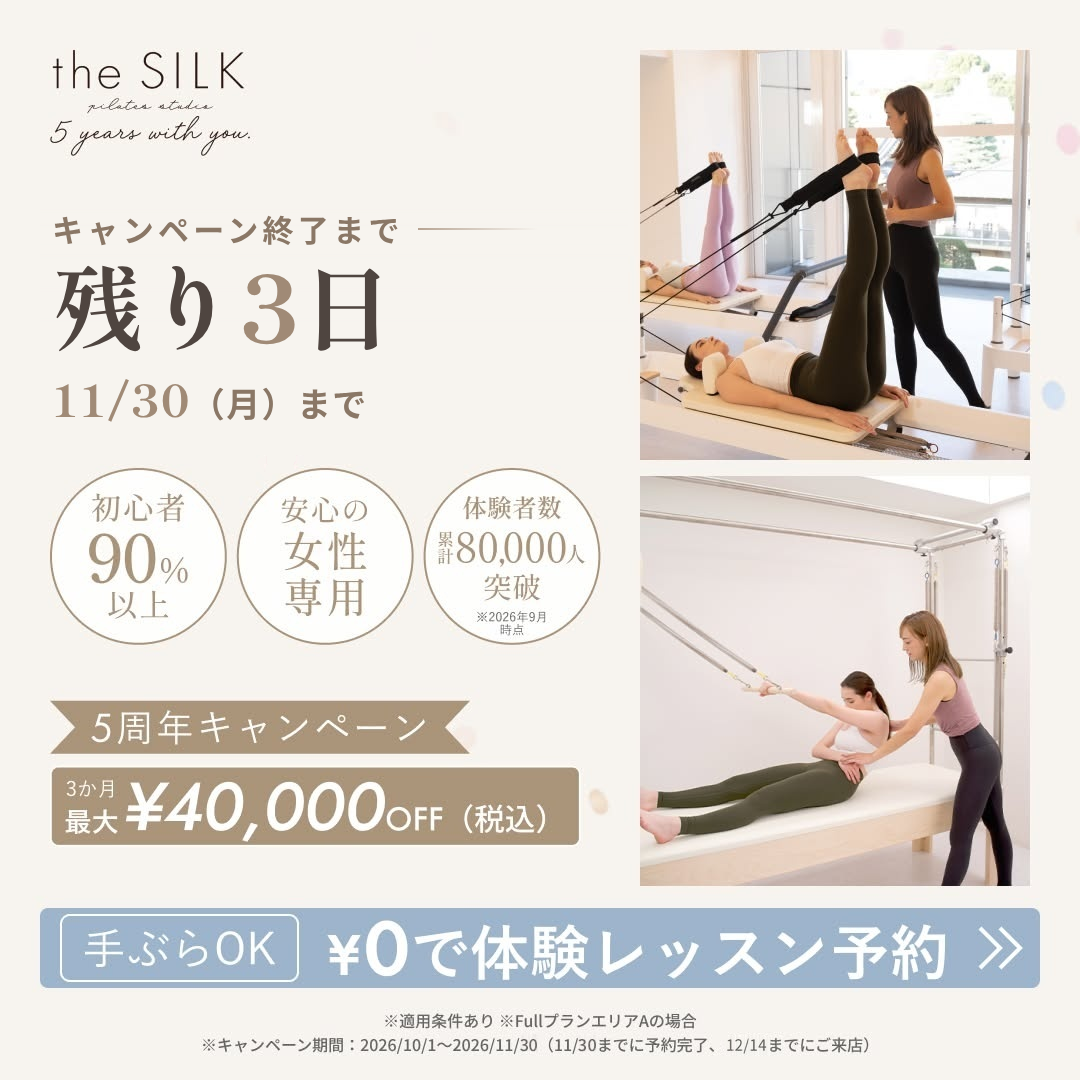 the SILK
pilates studio
5 years with you.
キャンペーン終了まで
残り3日
11/30（月）まで
初心者
90%
以上
安心の
女性
専用
体験者数
累計80,000人
突破
※2026年9月
時点
5周年キャンペーン
3か月
最大¥40,000OFF（税込）
手ぶらOK ¥0で体験レッスン予約
※適用条件あり ※FullプランエリアAの場合
※キャンペーン期間：2026/10/1〜2026/11/30（11/30までに予約完了、12/14までにご来店）